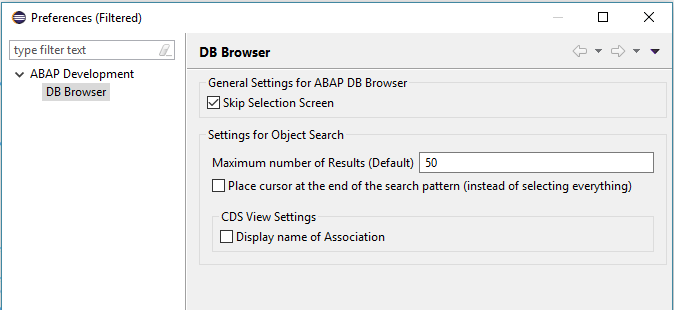 Preferences (Filtered)
type filter text
ABAP Development
DB Browser
DB Browser
General Settings for ABAP DB Browser
Skip Selection Screen
Settings for Object Search
Maximum number of Results (Default) 50
Place cursor at the end of the search pattern (instead of selecting everything)
CDS View Settings
Display name of Association